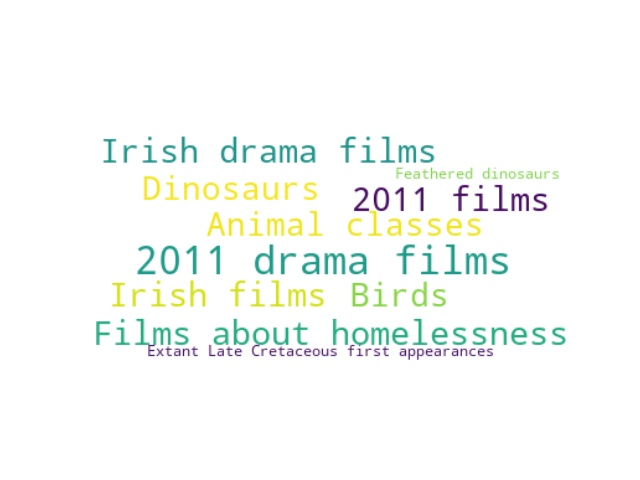 Irish drama films
Feathered dinosaurs
Dinosaurs
2011 films
Animal classes
2011 drama films
Irish films
Birds
Films about homelessness
Extant Late Cretaceous first appearances